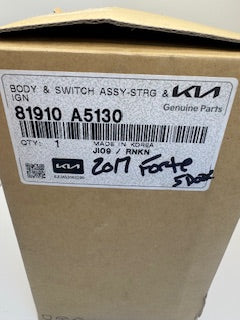 BODY & SWITCH ASSY-STRG &
IGN
KIA
Genuine Parts
81910 A5130
QTY: 1 MADE IN KOREA
JI09 / RNKN
KIA
2017 Forte
5 Door